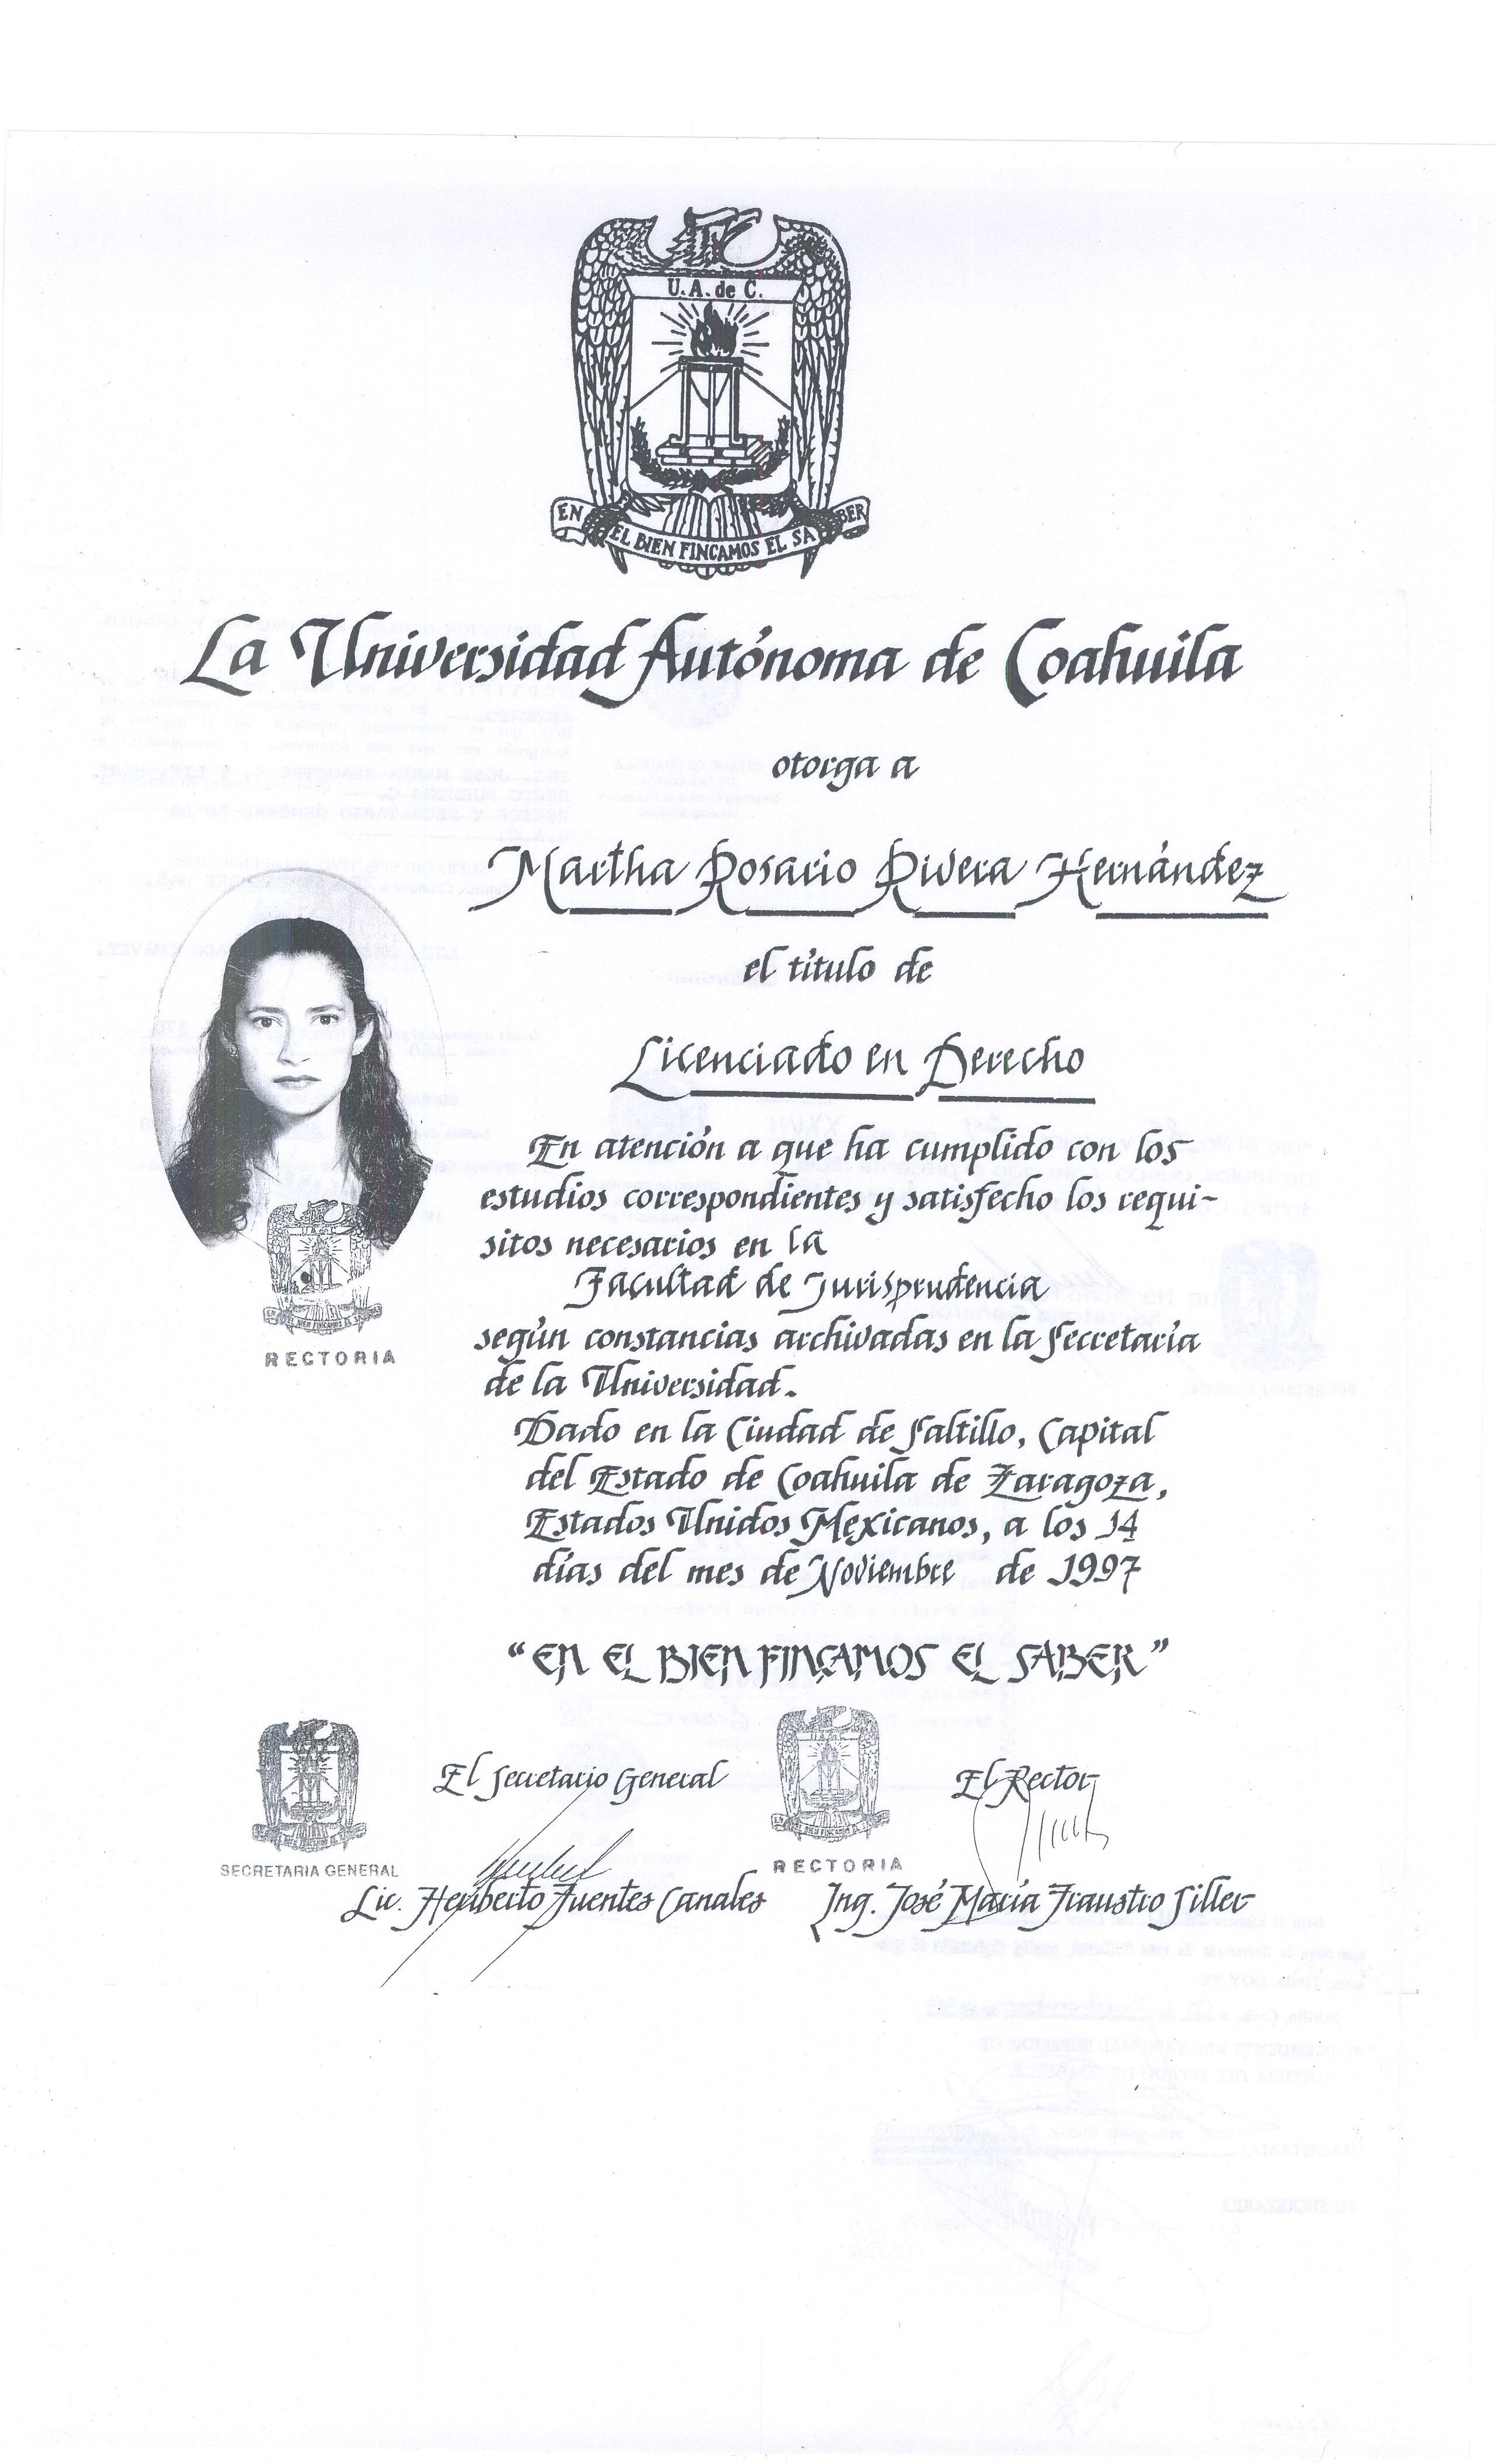 U.A. de C.
EN EL BIEN FINCAMOS EL SABER
La Universidad Autónoma de Coahuila
otorga a
Martha Rosario Rivera Hernández
el título de
Licenciado en Derecho
En atención a que ha cumplido con los
estudios correspondientes y satisfecho los requi-
sitos necesarios en la
Facultad de Jurisprudencia
según constancias archivadas en la Secretaría
de la Universidad.
Dado en la Ciudad de Saltillo, Capital
del Estado de Coahuila de Zaragoza,
Estados Unidos Mexicanos, a los 14
días del mes de Noviembre de 1997
"EN EL BIEN FINCAMOS EL SABER"
RECTORIA
El Secretario General
El Rector
SECRETARIA GENERAL
RECTORIA
Lic. Heriberto Fuentes Canales
Ing. José María Fraustro Siller